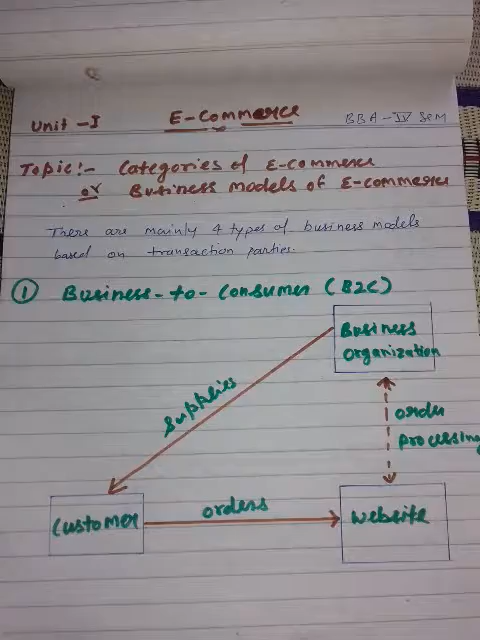 E-Commerce
Unit-I
BBA-IV Sem
Topic:- Categories of E-commerce
or Business models of E-commerce
There are mainly 4 types of business models
based on transaction parties.
① Business-to-Consumer (B2C)
Business
Organization
Supplies
order
Processing
Customer
orders
Website